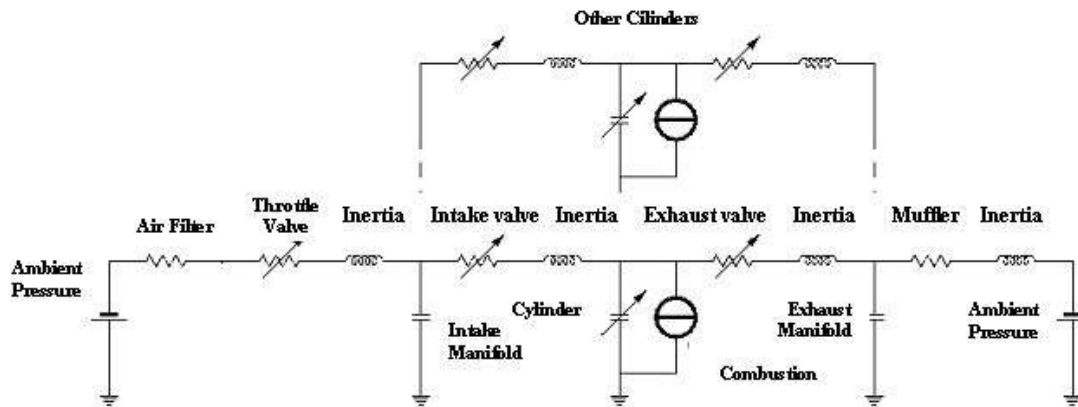 Other Cilinders
Throttle
Valve
Inertia
Intake valve
Inertia
Exhaust valve
Inertia
Muffler
Inertia
Air Filter
Ambient
Pressure
Cylinder
Intake
Manifold
Exhaust
Manifold
Ambient
Pressure
Combustion